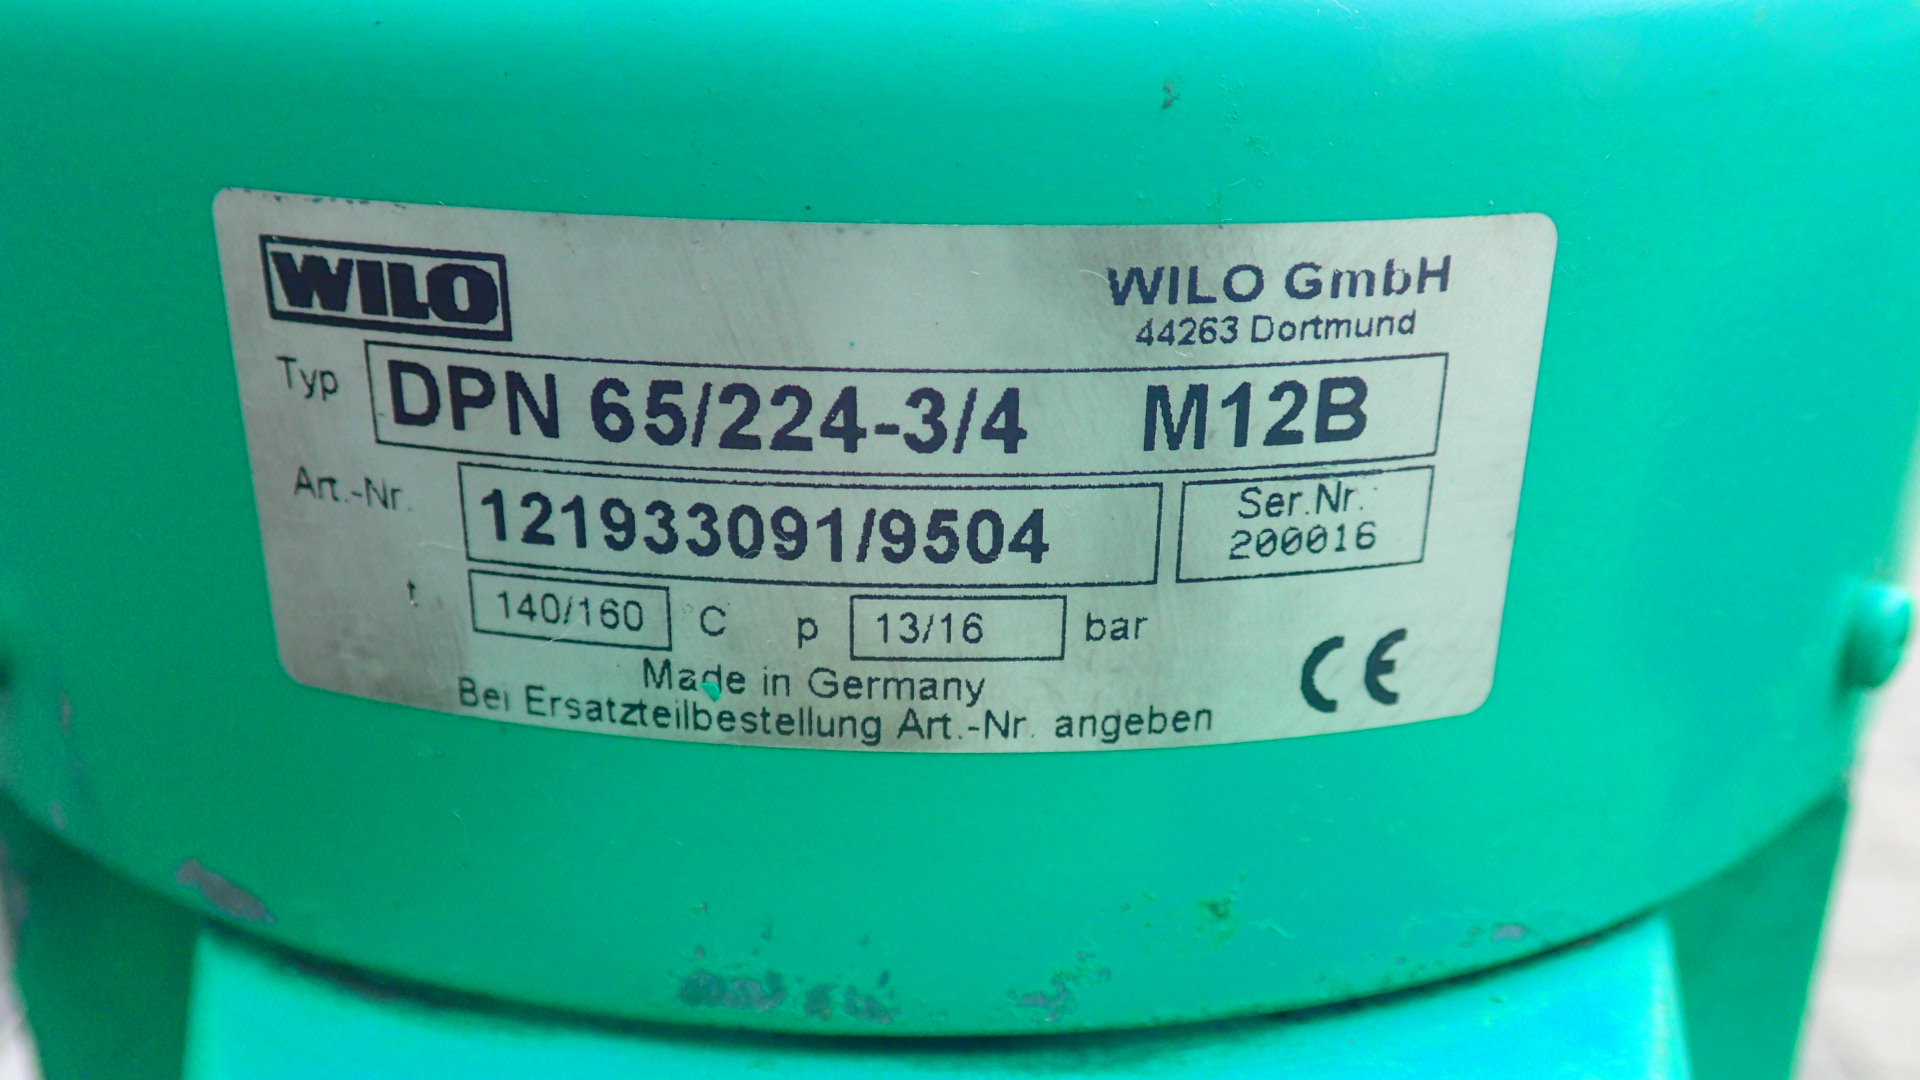 WILO
WILO GmbH
44263 Dortmund
Typ DPN 65/224-3/4 M12B
Art.-Nr. 121933091/9504
Ser.Nr.
200016
t 140/160 C p 13/16 bar
Made in Germany
CE
Bei Ersatzteilbestellung Art.-Nr. angeben